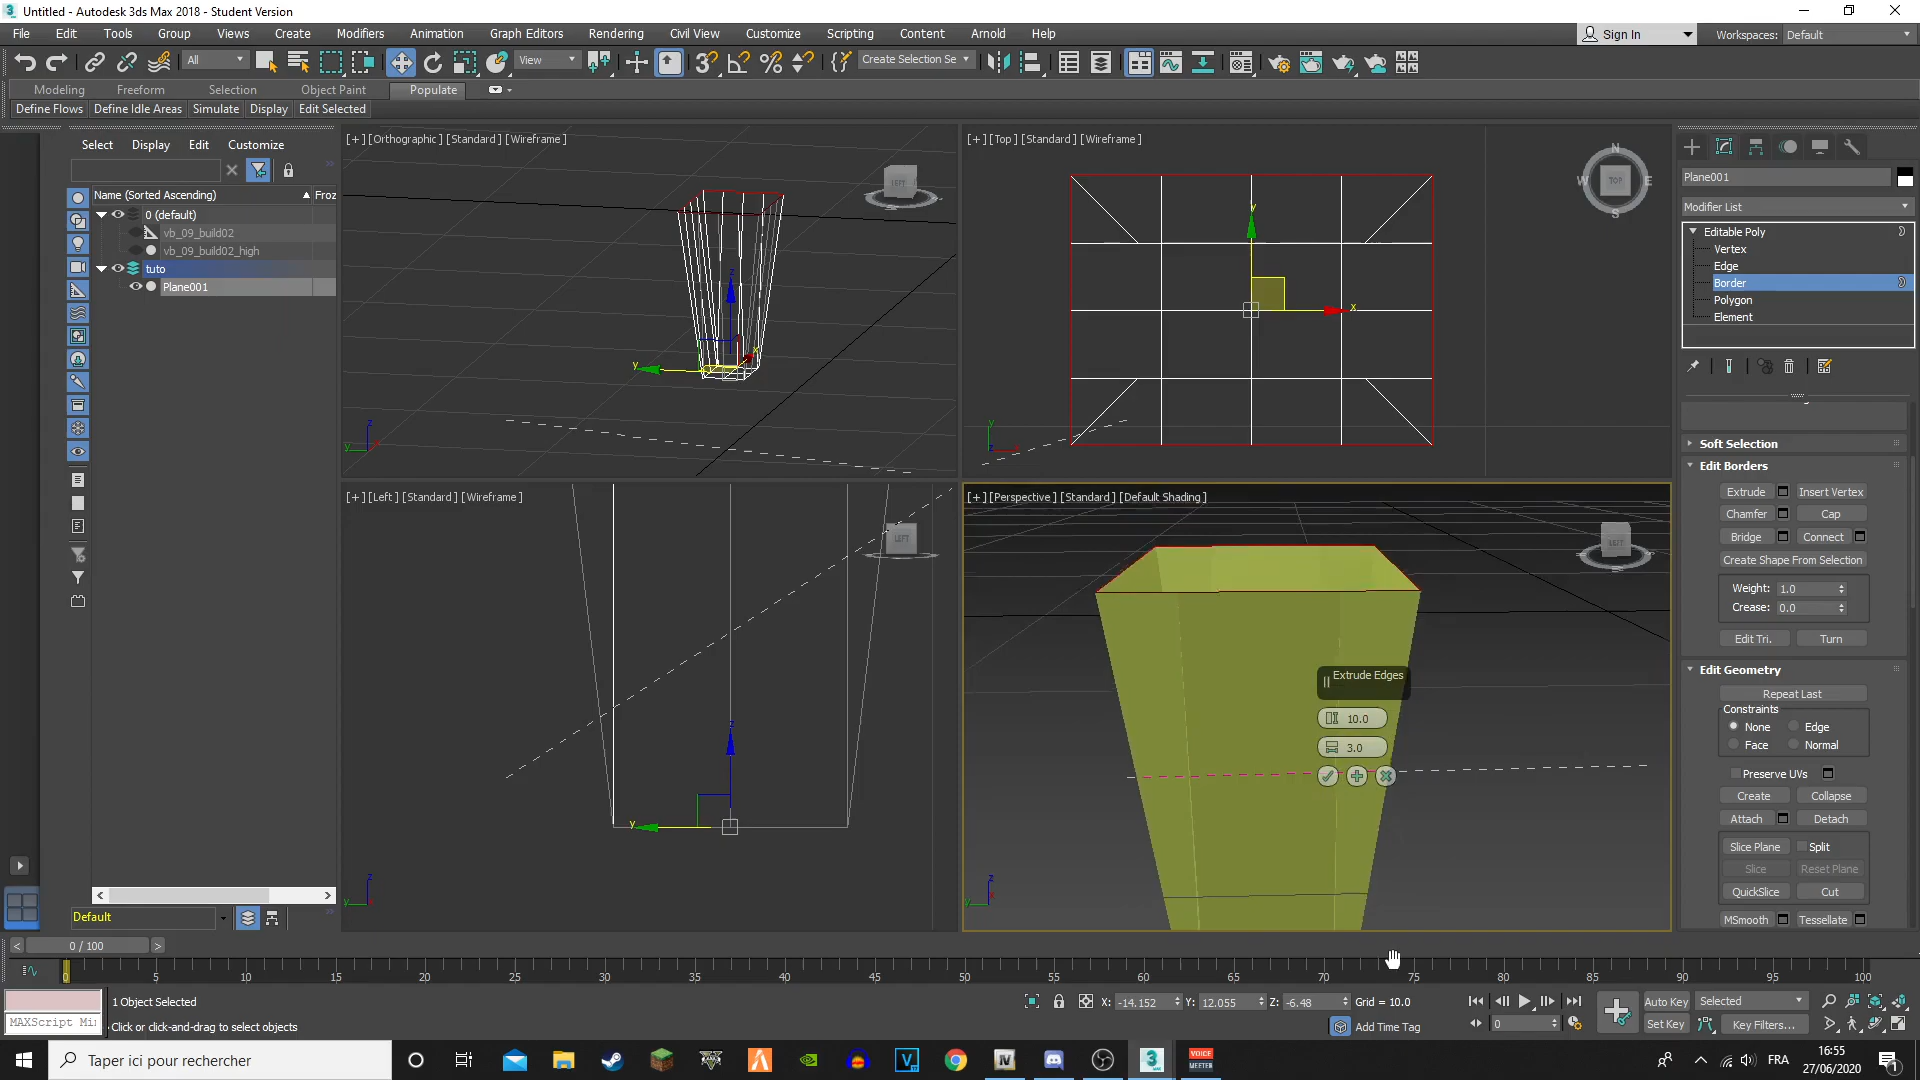 Untitled - Autodesk 3ds Max 2018 - Student Version
File Edit Tools Group Views Create Modifiers Animation Graph Editors Rendering Civil View Customize Scripting Content Arnold Help
Sign In Workspaces: Default
All View Create Selection Se
Modeling Freeform Selection Object Paint Populate
Define Flows Define Idle Areas Simulate Display Edit Selected
Select Display Edit Customize
Name (Sorted Ascending) Froz
0 (default)
vb_09_build02
vb_09_build02_high
tuto
Plane001
Default
[+] [Orthographic] [Standard] [Wireframe]
LEFT
z
y
x
z
y
[+] [Top] [Standard] [Wireframe]
N
W TOP E
S
y
x
y
[+] [Left] [Standard] [Wireframe]
LEFT
z
y
z
y
[+] [Perspective] [Standard] [Default Shading]
LEFT
Extrude Edges
10.0
3.0
z
y
Plane001
Modifier List
Editable Poly
Vertex
Edge
Border
Polygon
Element
Soft Selection
Edit Borders
Extrude Insert Vertex
Chamfer Cap
Bridge Connect
Create Shape From Selection
Weight: 1.0
Crease: 0.0
Edit Tri. Turn
Edit Geometry
Repeat Last
Constraints
None Edge
Face Normal
Preserve UVs
Create Collapse
Attach Detach
Slice Plane Split
Slice Reset Plane
QuickSlice Cut
MSmooth Tessellate
< 0 / 100 >
0 5 10 15 20 25 30 35 40 45 50 55 60 65 70 75 80 85 90 95 100
1 Object Selected X: -14.152 Y: 12.055 Z: -6.48 Grid = 10.0 Auto Key Selected
MAXScript Mi Click or click-and-drag to select objects Add Time Tag 0 Set Key Key Filters...
Taper ici pour rechercher
VOICE MEETER
FRA
16:55
27/06/2020
1